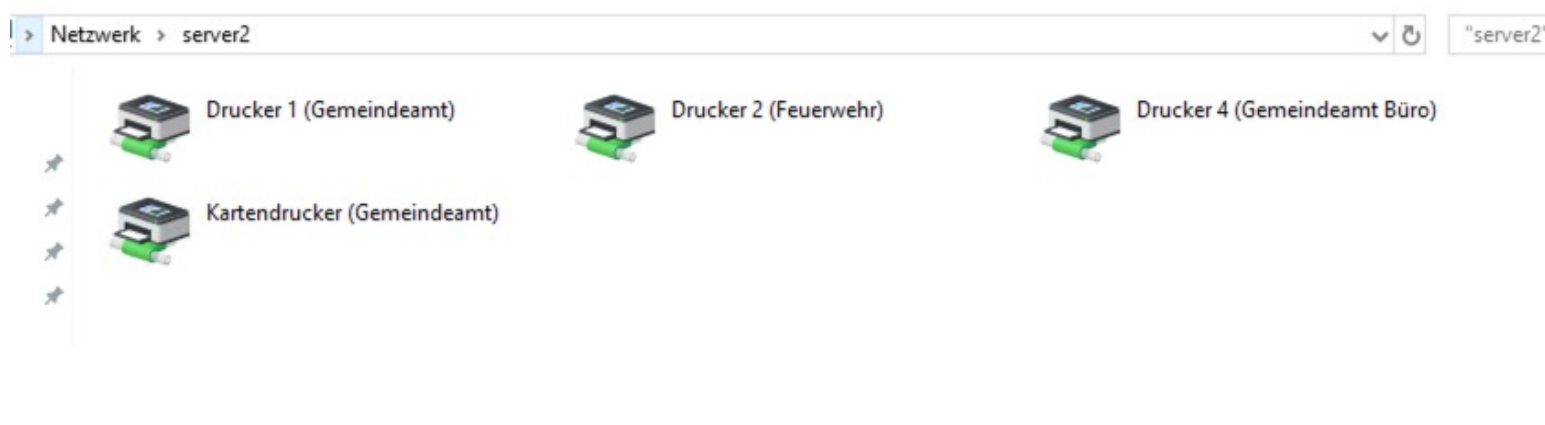 Netzwerk > server2
"server2"
Drucker 1 (Gemeindeamt)
Drucker 2 (Feuerwehr)
Drucker 4 (Gemeindeamt Büro)
Kartendrucker (Gemeindeamt)